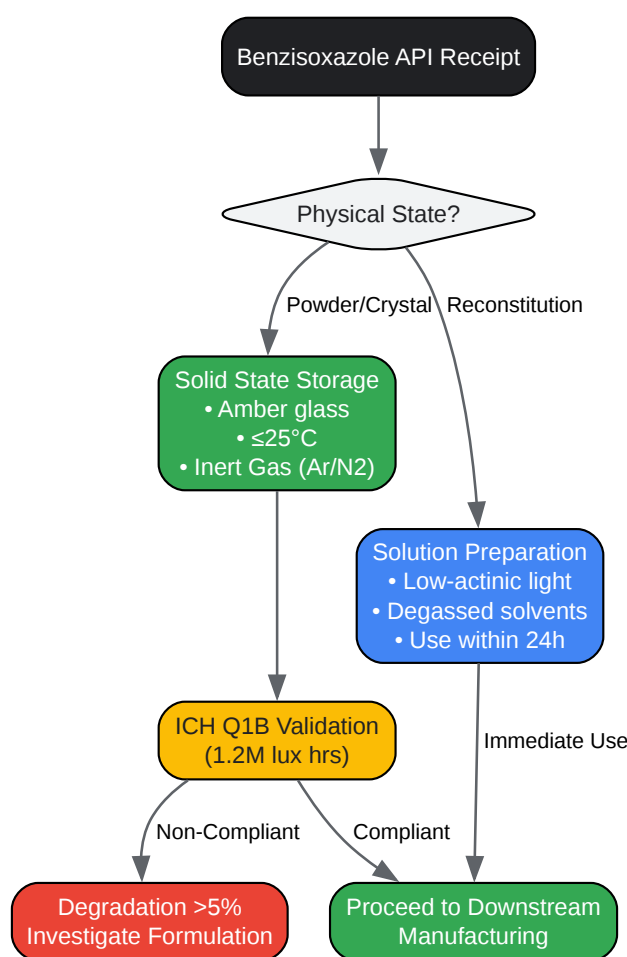 Benzisoxazole API Receipt
Physical State?
Powder/Crystal
Reconstitution
Solid State Storage
• Amber glass
• ≤25°C
• Inert Gas (Ar/N2)
Solution Preparation
• Low-actinic light
• Degassed solvents
• Use within 24h
ICH Q1B Validation
(1.2M lux hrs)
Immediate Use
Non-Compliant
Compliant
Degradation >5%
Investigate Formulation
Proceed to Downstream
Manufacturing